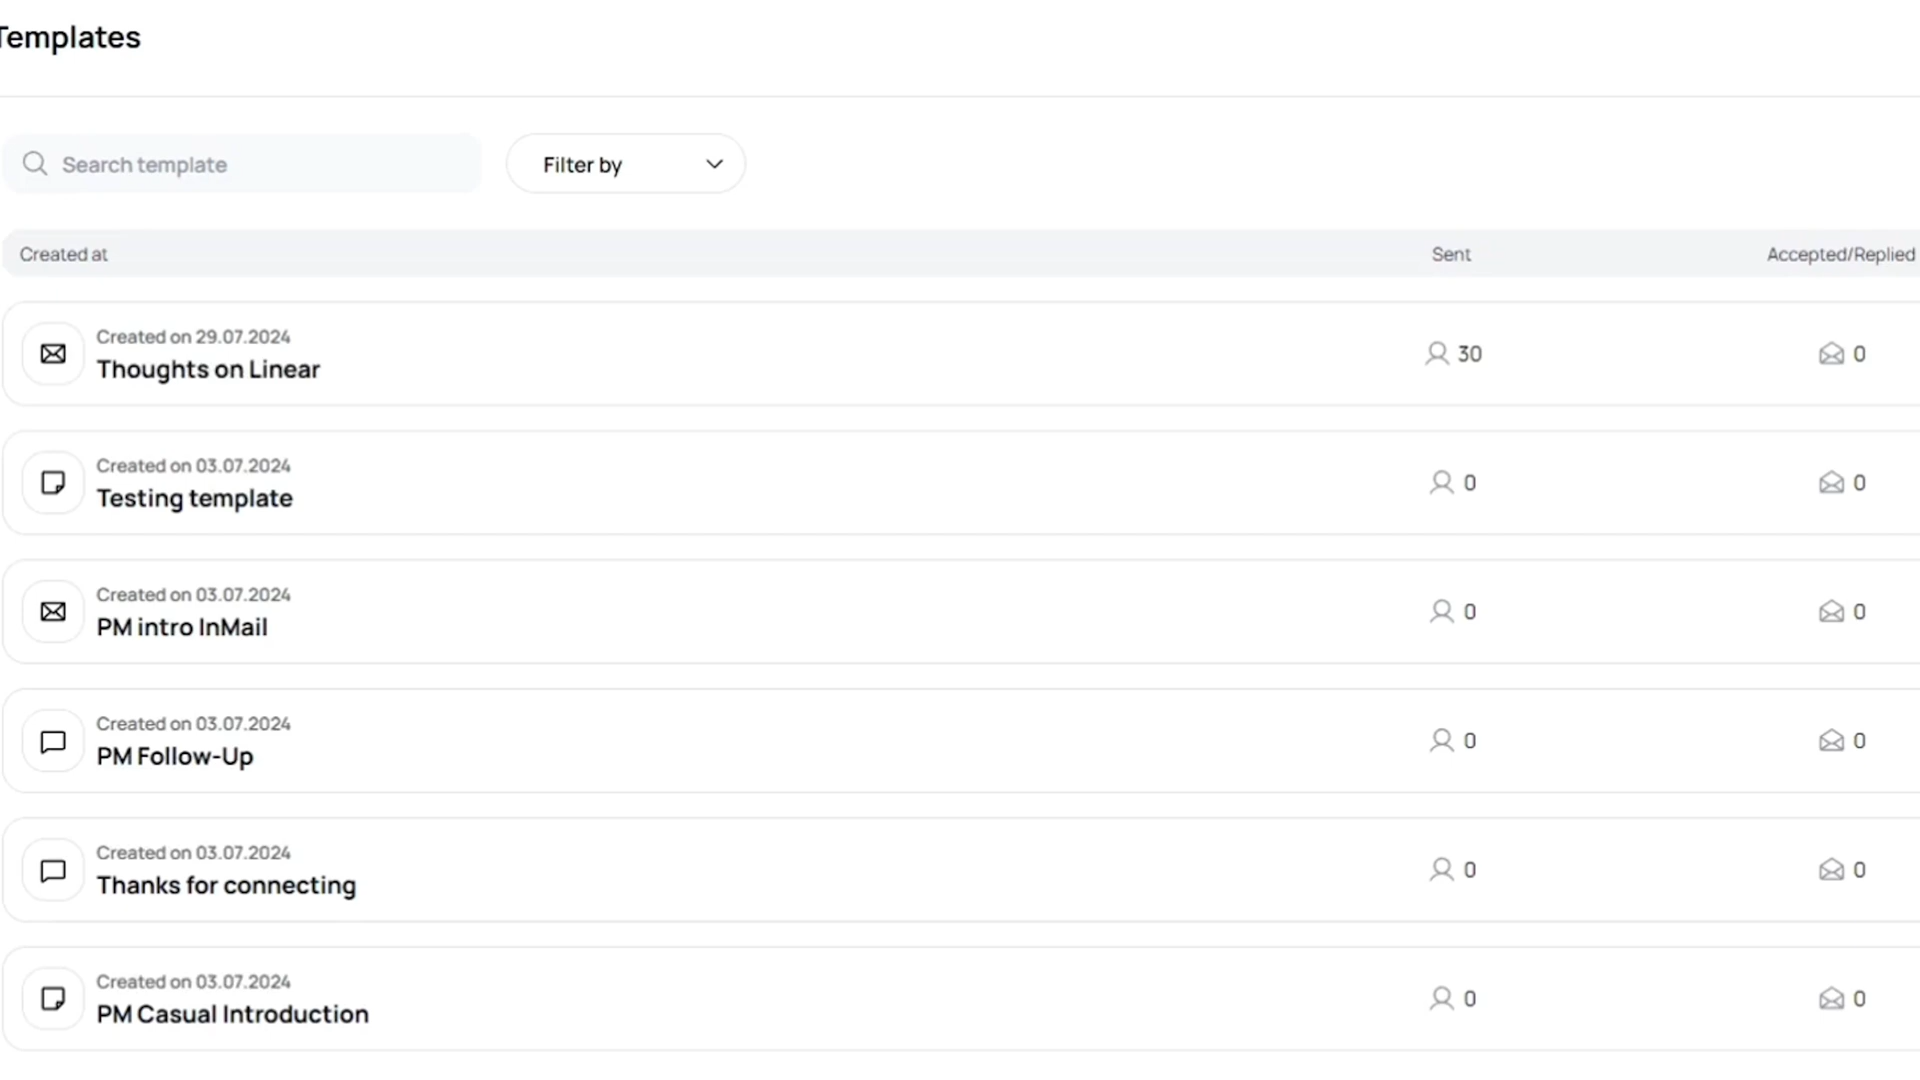 Templates
Search template
Filter by
Created at Sent Accepted/Replied
Created on 29.07.2024
Thoughts on Linear
30 0
Created on 03.07.2024
Testing template
0 0
Created on 03.07.2024
PM intro InMail
0 0
Created on 03.07.2024
PM Follow-Up
0 0
Created on 03.07.2024
Thanks for connecting
0 0
Created on 03.07.2024
PM Casual Introduction
0 0